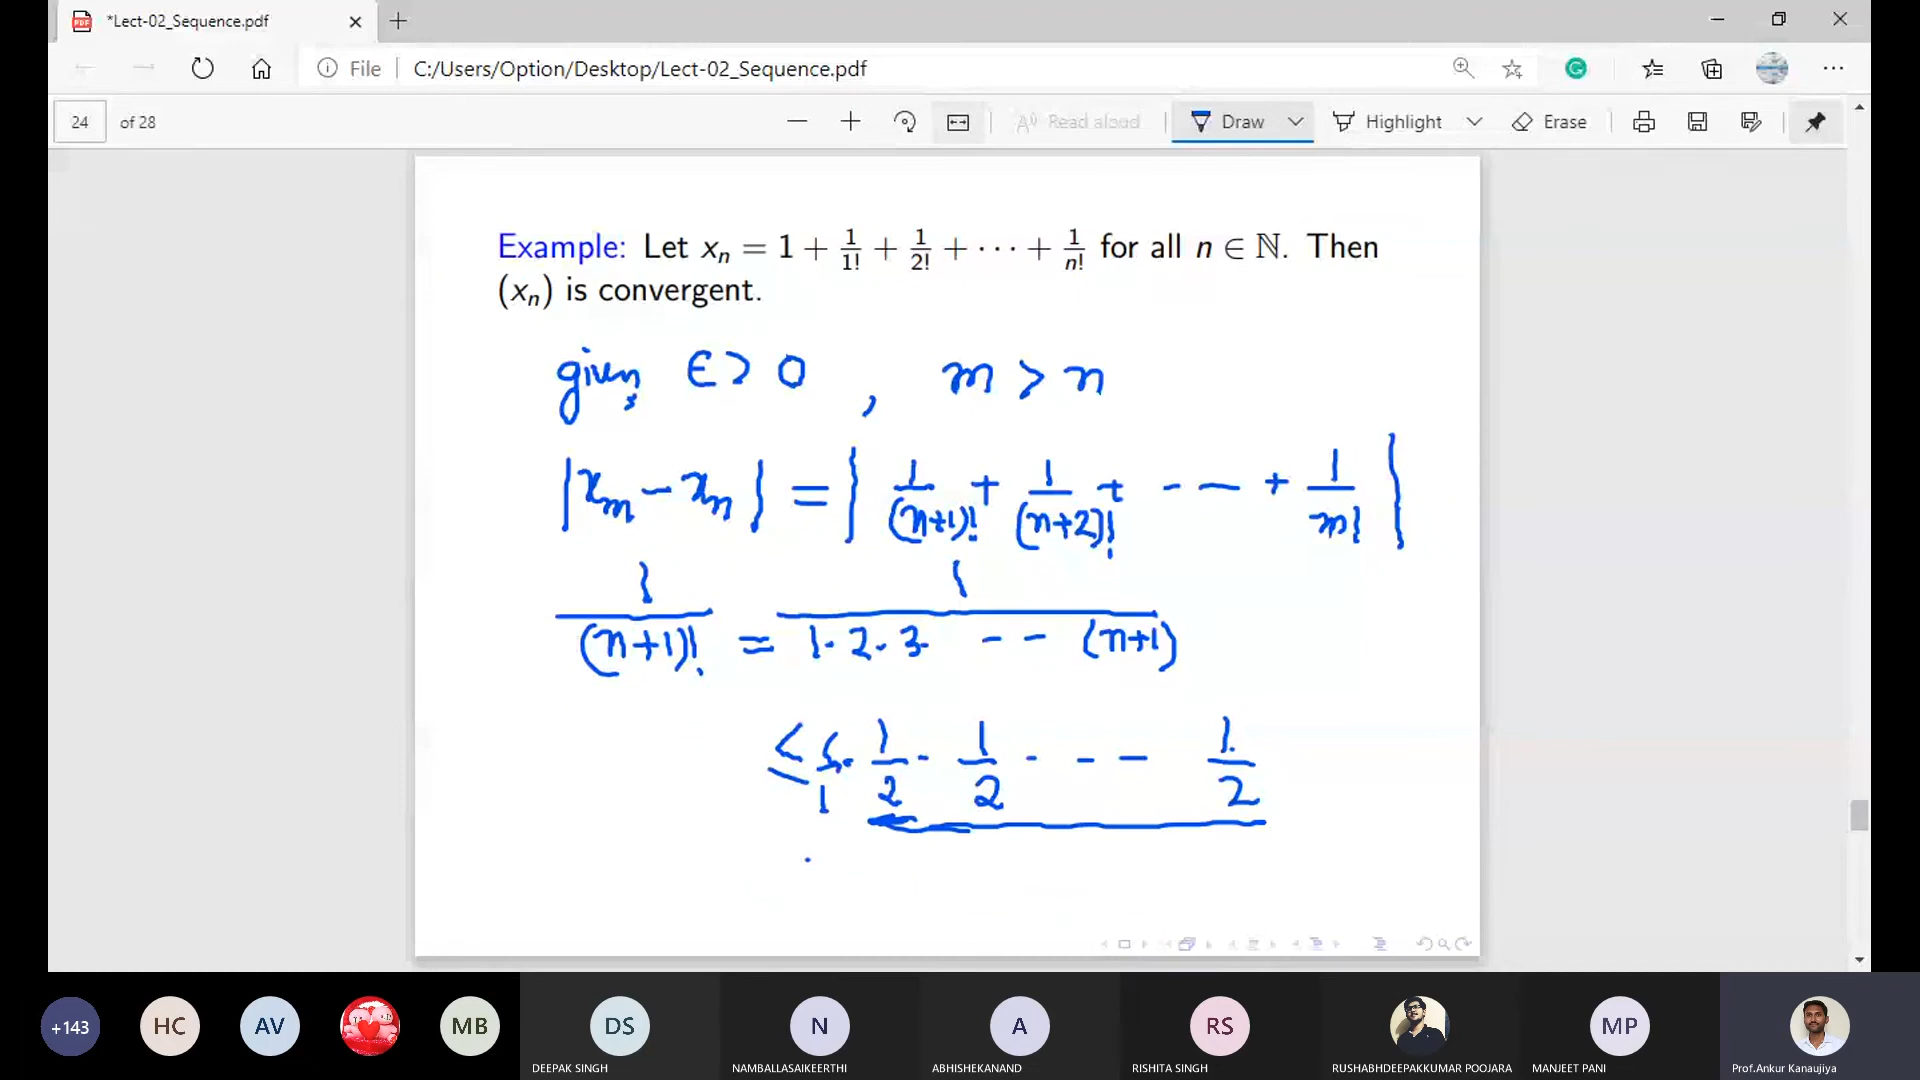 *Lect-02_Sequence.pdf
File | C:/Users/Option/Desktop/Lect-02_Sequence.pdf
24 of 28 Read aloud Draw Highlight Erase
Example: Let xₙ = 1 + 1/1! + 1/2! + ··· + 1/n! for all n ∈ ℕ. Then
(xₙ) is convergent.
given, ϵ > 0 , m > n
|xₘ - xₙ| = | 1/(n+1)! + 1/(n+2)! + - - + 1/m! |
1/(n+1)! = 1/(1·2·3 - - (n+1))
≤ 1/1 · 1/2 · 1/2 · - - 1/2
+143 HC AV MB DS N A RS MP
DEEPAK SINGH NAMBALLASAIKEERTHI ABHISHEKANAND RISHITA SINGH RUSHABHDEEPAKKUMAR POOJARA MANJEET PANI Prof.Ankur Kanaujiya